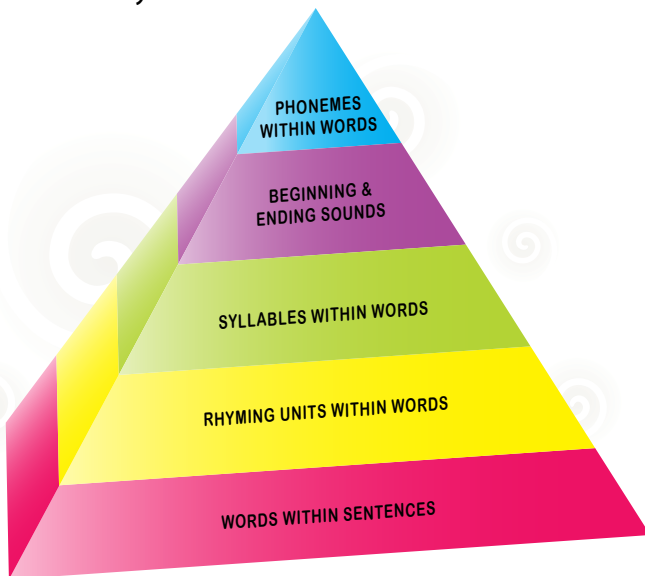 PHONEMES
WITHIN WORDS
BEGINNING &
ENDING SOUNDS
SYLLABLES WITHIN WORDS
RHYMING UNITS WITHIN WORDS
WORDS WITHIN SENTENCES